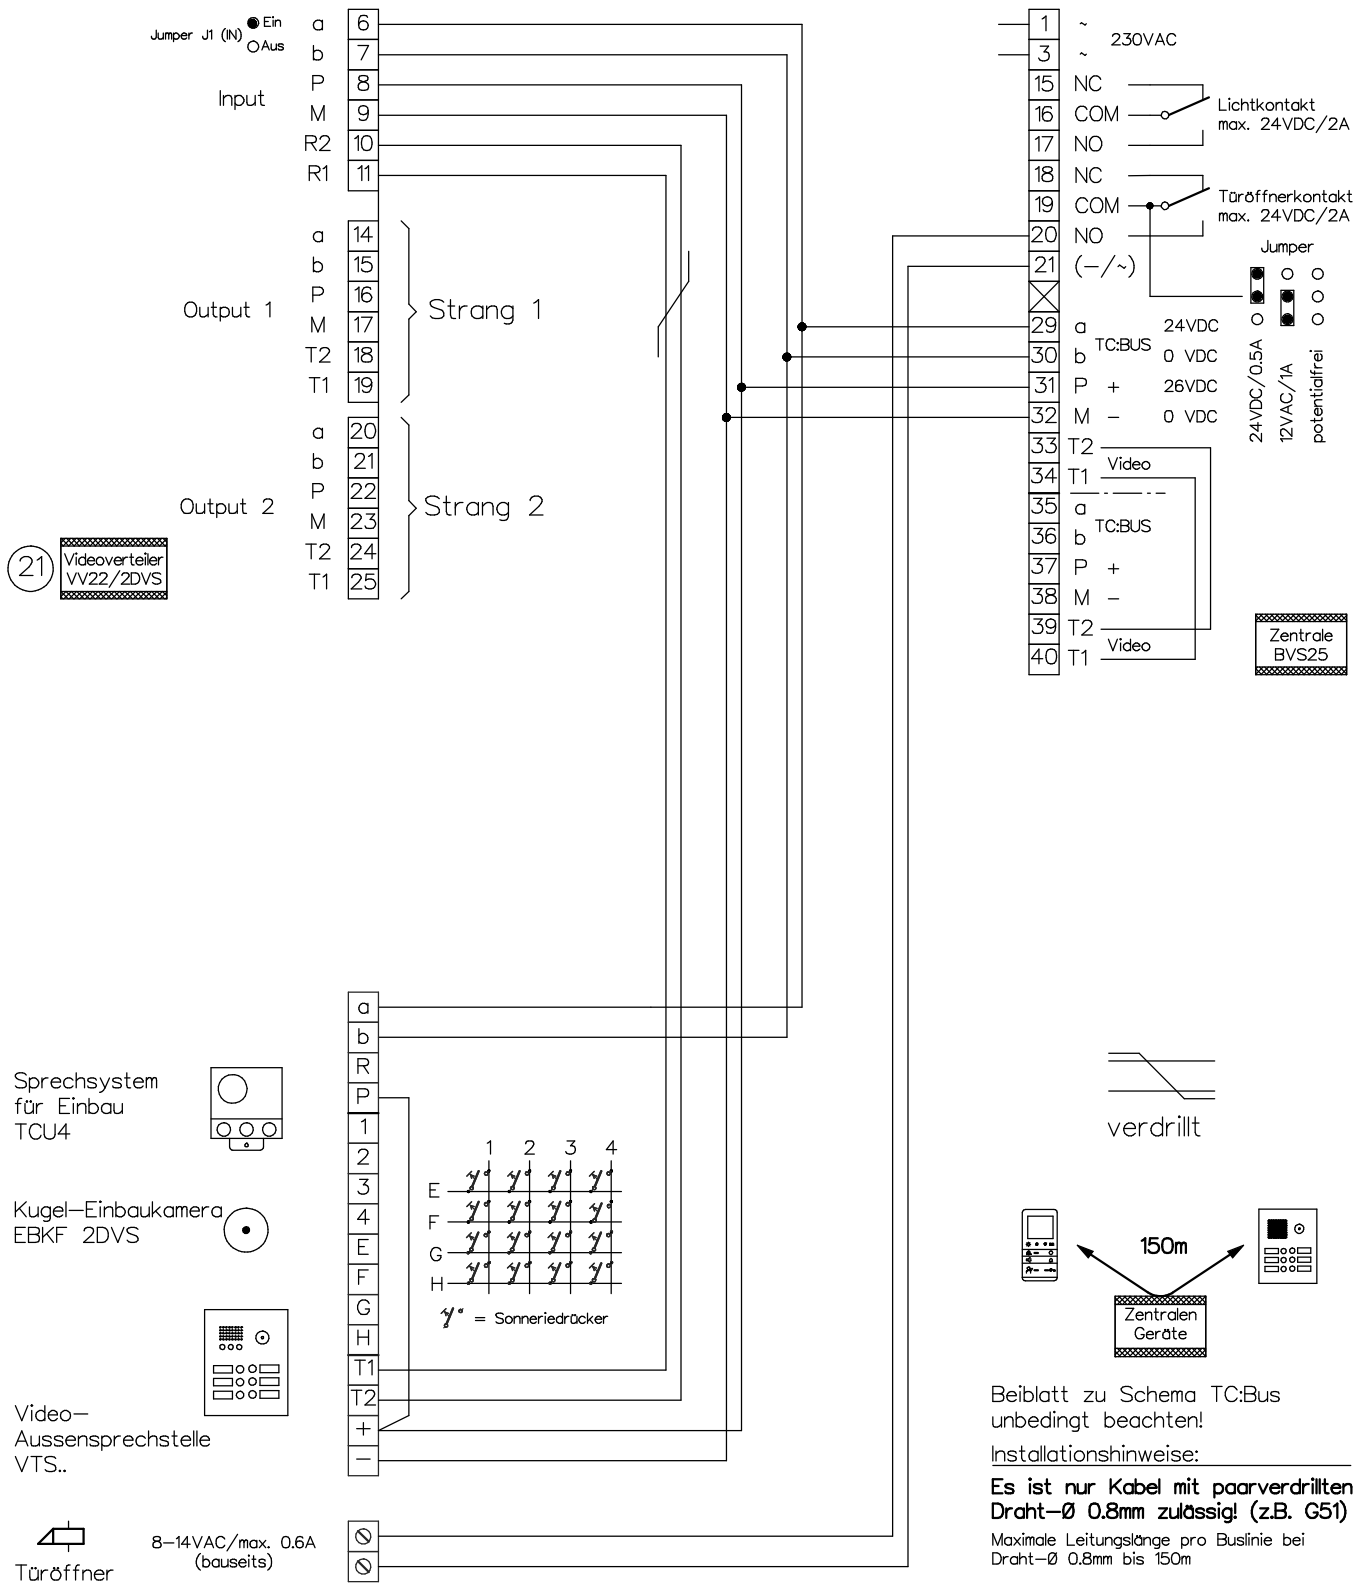 Jumper J1 (IN)
Ein
Aus
Input
a 6
b 7
P 8
M 9
R2 10
R1 11
Output 1
a 14
b 15
P 16
M 17
T2 18
T1 19
Strang 1
Output 2
a 20
b 21
P 22
M 23
T2 24
T1 25
Strang 2
21
Videoverteiler
VV22/2DVS
1 ~
3 ~
230VAC
15 NC
16 COM
17 NO
Lichtkontakt
max. 24VDC/2A
18 NC
19 COM
20 NO
Türöffnerkontakt
max. 24VDC/2A
21 (−/~)
Jumper
24VDC/0.5A
12VAC/1A
potentialfrei
29 a 24VDC
TC:BUS
30 b 0 VDC
31 P + 26VDC
32 M − 0 VDC
33 T2
Video
34 T1
35 a
TC:BUS
36 b
37 P +
38 M −
39 T2
Video
40 T1
Zentrale
BVS25
a
b
R
P
1
2
3
4
E
F
G
H
T1
T2
+
−
Sprechsystem
für Einbau
TCU4
Kugel−Einbaukamera
EBKF 2DVS
Video−
Aussensprechstelle
VTS..
1 2 3 4
E
F
G
H
= Sonneriedrücker
Türöffner
8−14VAC/max. 0.6A
(bauseits)
verdrillt
150m
Zentralen
Geräte
Beiblatt zu Schema TC:Bus
unbedingt beachten!
Installationshinweise:
Es ist nur Kabel mit paarverdrillten
Draht−Ø 0.8mm zulässig! (z.B. G51)
Maximale Leitungslänge pro Buslinie bei
Draht−Ø 0.8mm bis 150m